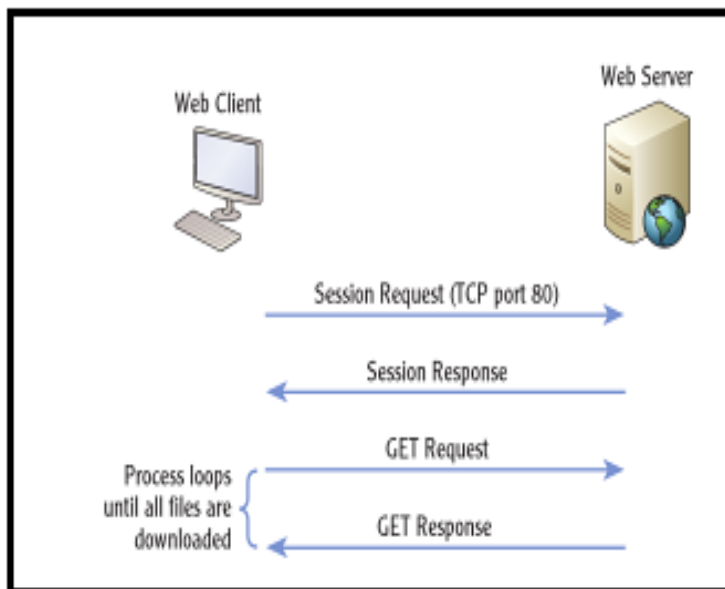 Web Server
Web Client
Session Request (TCP port 80)
Session Response
GET Request
Process loops
until all files are
downloaded
GET Response